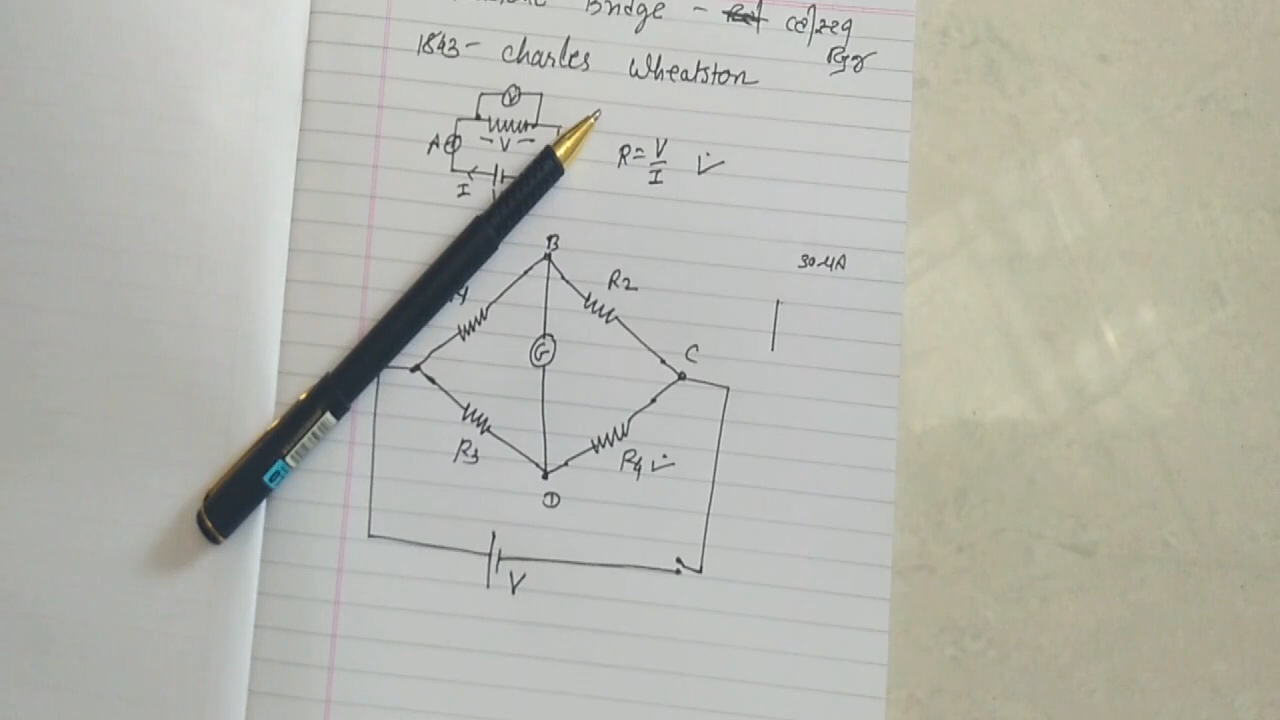 Bridge -
1843- Charles Wheatston
V
A - V -
I
R = V/I ✓
30 μA
B
R2
G
C
R3
R4 ✓
D
V